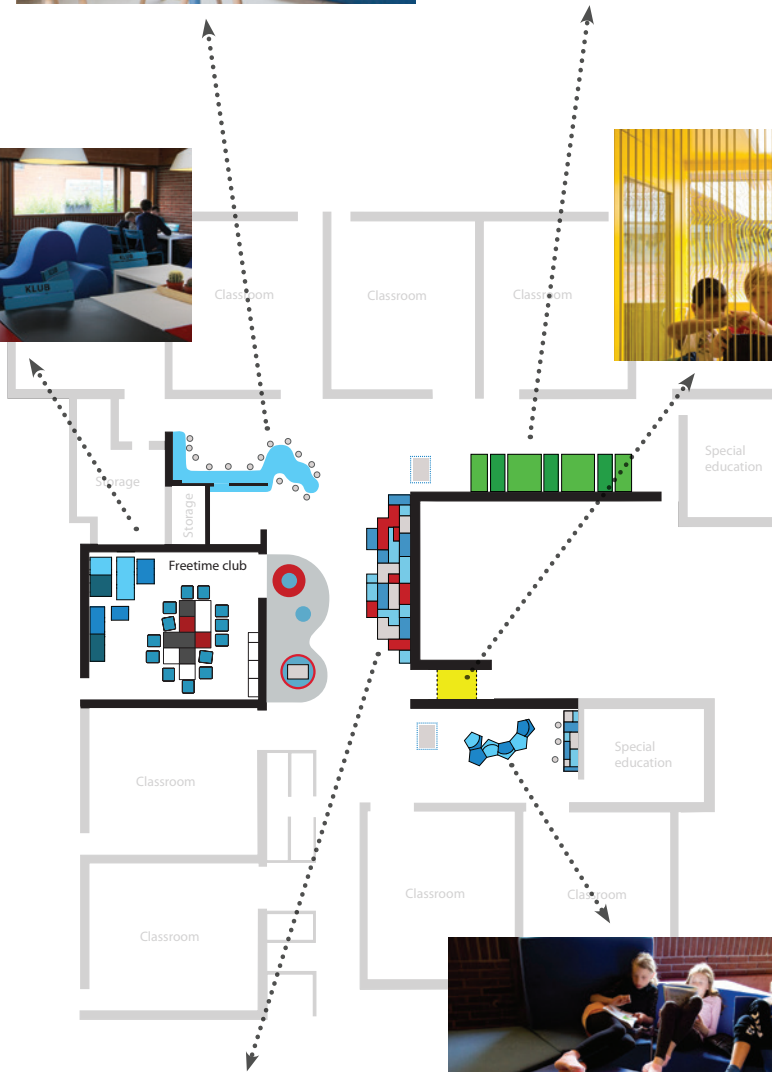 KLUB
KLUB
Classroom
Classroom
Classroom
Special
education
Storage
Storage
Freetime club
Special
education
Classroom
Classroom
Classroom
Classroom